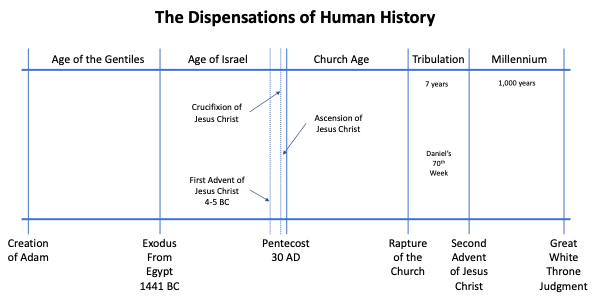 The Dispensations of Human History
Age of the Gentiles
Age of Israel
Church Age
Tribulation
Millennium
7 years
1,000 years
Crucifixion of
Jesus Christ
Ascension of
Jesus Christ
Daniel's
70th
Week
First Advent of
Jesus Christ
4-5 BC
Creation
of Adam
Exodus
From
Egypt
1441 BC
Pentecost
30 AD
Rapture
of the
Church
Second
Advent
of Jesus
Christ
Great
White
Throne
Judgment